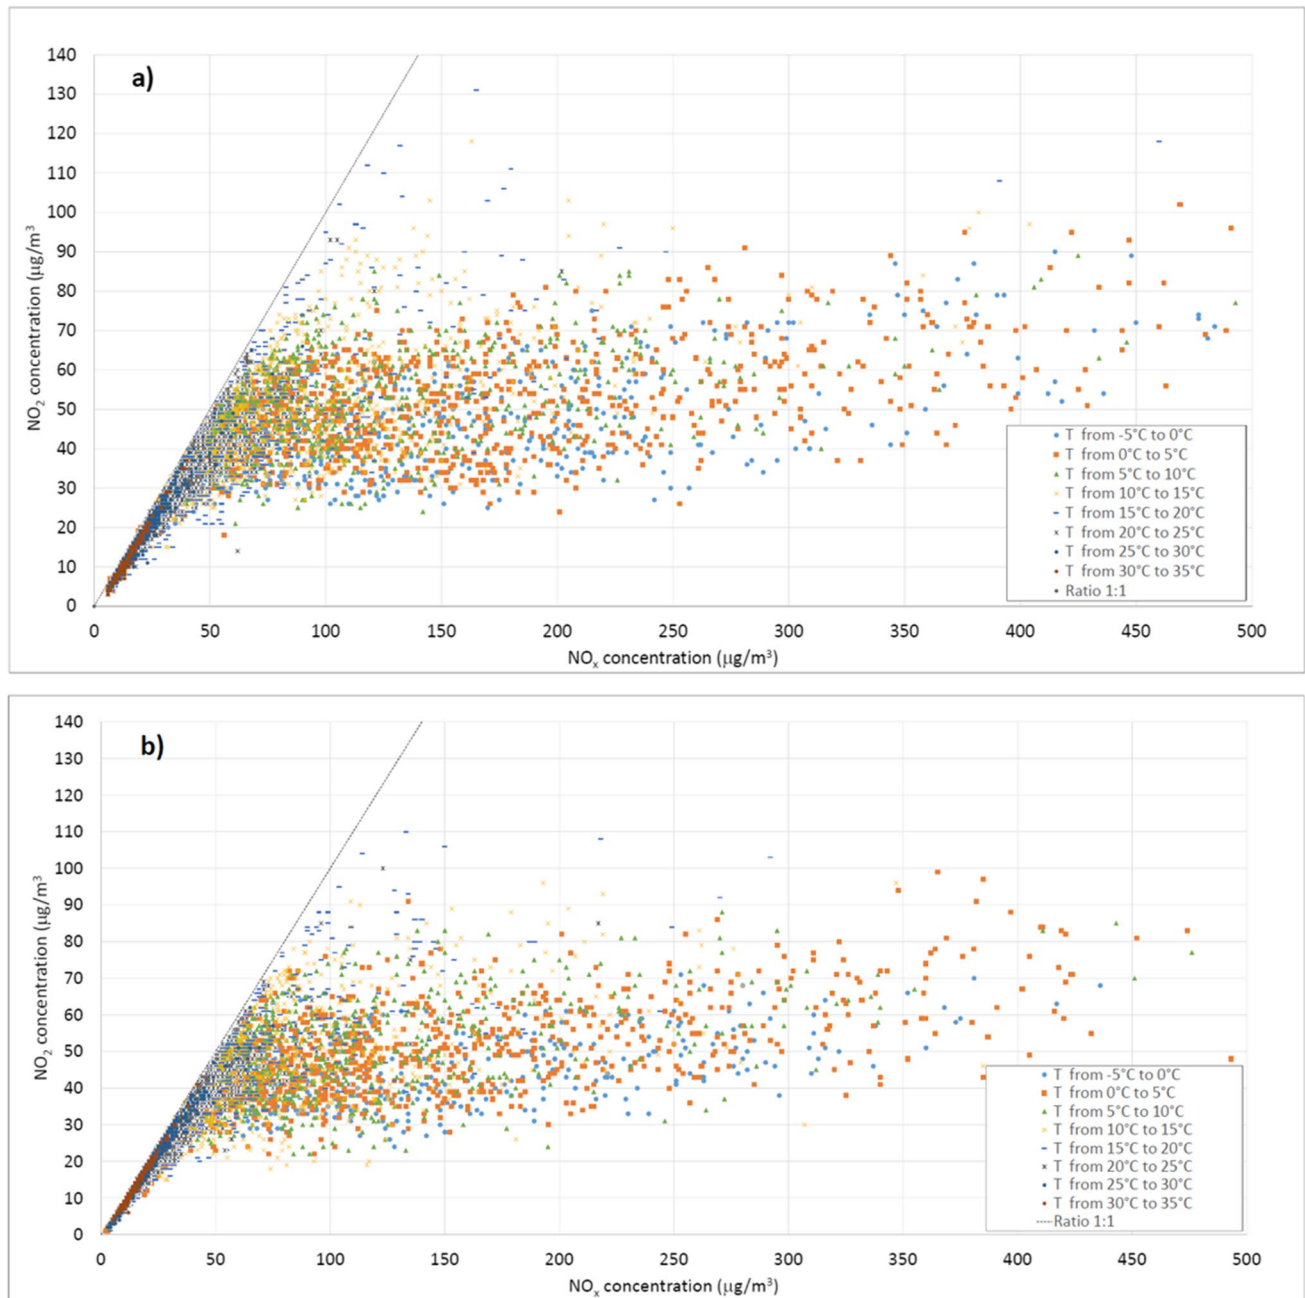 a)
140
130
120
110
100
90
80
70
60
50
40
30
20
10
0
NO₂ concentration (µg/m³
0 50 100 150 200 250 300 350 400 450 500
NOₓ concentration (µg/m³)
T from -5°C to 0°C
T from 0°C to 5°C
T from 5°C to 10°C
T from 10°C to 15°C
T from 15°C to 20°C
T from 20°C to 25°C
T from 25°C to 30°C
T from 30°C to 35°C
Ratio 1:1
b)
140
130
120
110
100
90
80
70
60
50
40
30
20
10
0
NO₂ concentration (µg/m³
0 50 100 150 200 250 300 350 400 450 500
NOₓ concentration (µg/m³)
T from -5°C to 0°C
T from 0°C to 5°C
T from 5°C to 10°C
T from 10°C to 15°C
T from 15°C to 20°C
T from 20°C to 25°C
T from 25°C to 30°C
T from 30°C to 35°C
Ratio 1:1